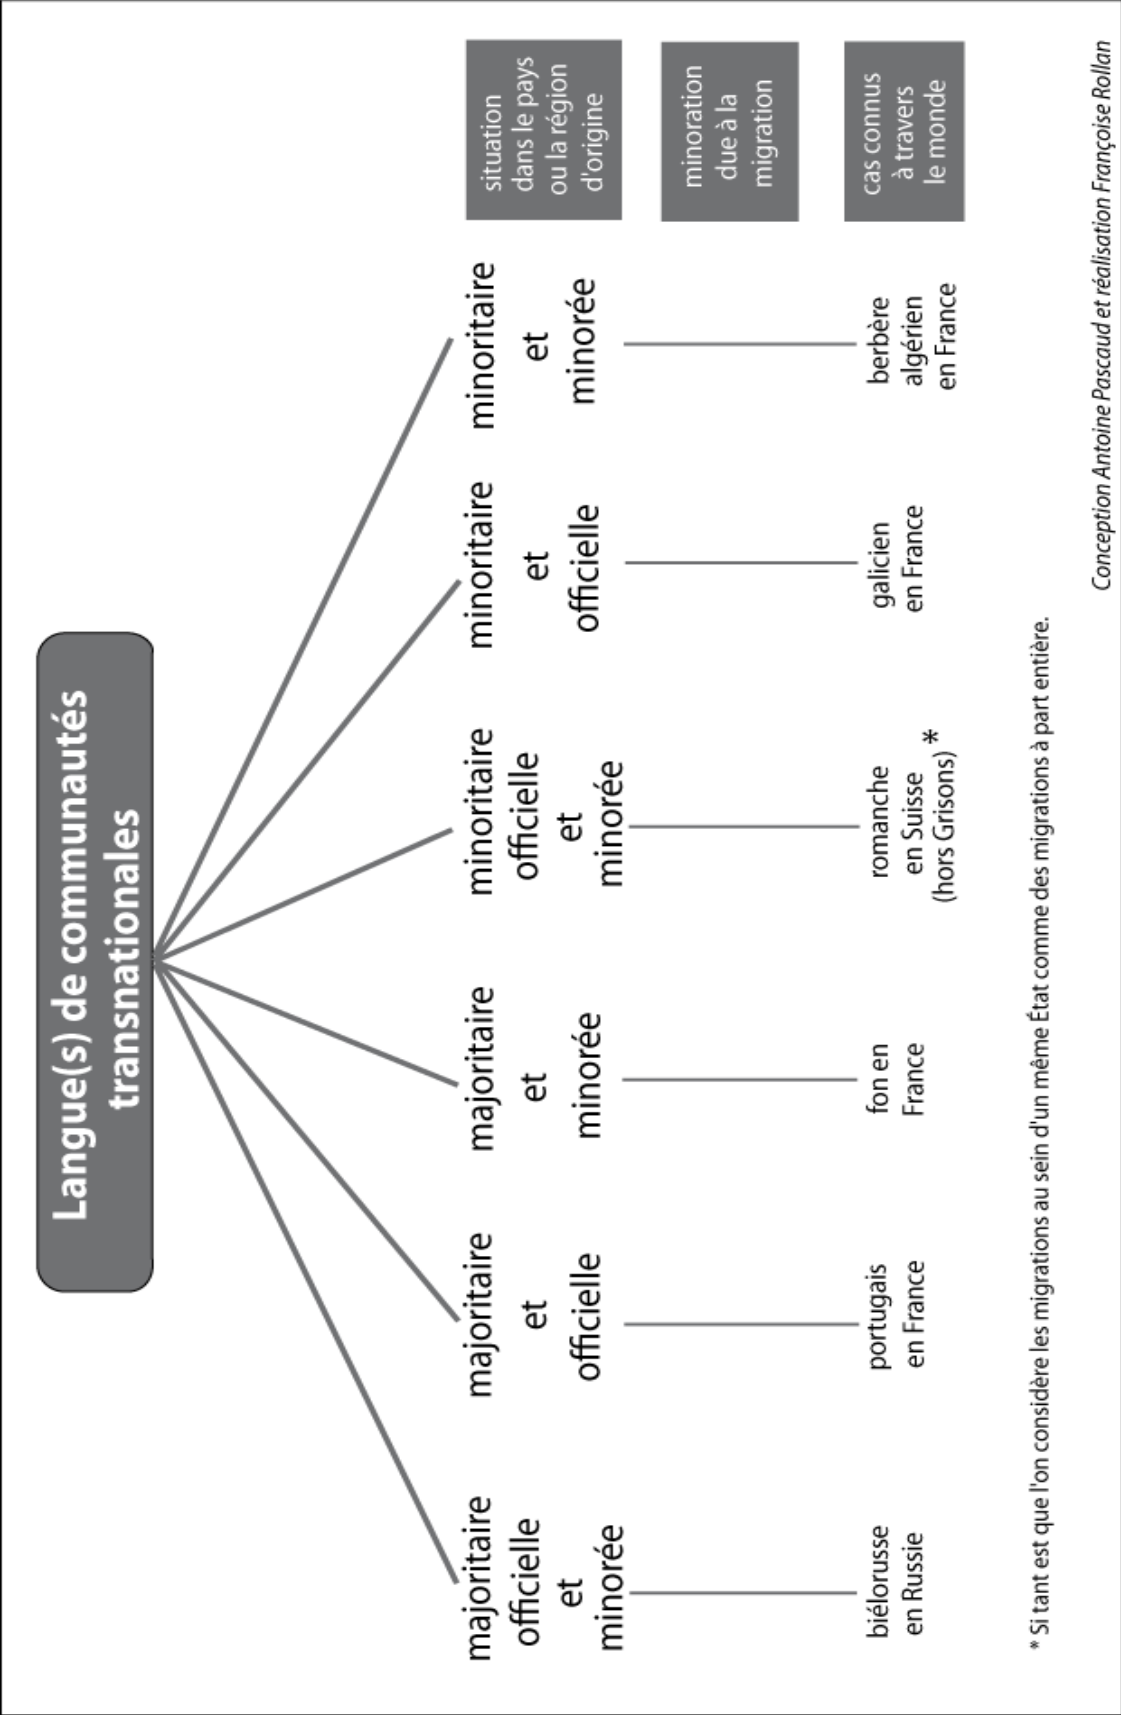 Langue(s) de communautés
transnationales
majoritaire
officielle
et
minorée
majoritaire
et
officielle
majoritaire
et
minorée
minoritaire
officielle
et
minorée
minoritaire
et
officielle
minoritaire
et
minorée
situation
dans le pays
ou la région
d'origine
minoration
due à la
migration
biélorusse
en Russie
portugais
en France
fon en
France
romanche
en Suisse
(hors Grisons) *
galicien
en France
berbère
algérien
en France
cas connus
à travers
le monde
* Si tant est que l'on considère les migrations au sein d'un même État comme des migrations à part entière.
Conception Antoine Pascaud et réalisation Françoise Rollan